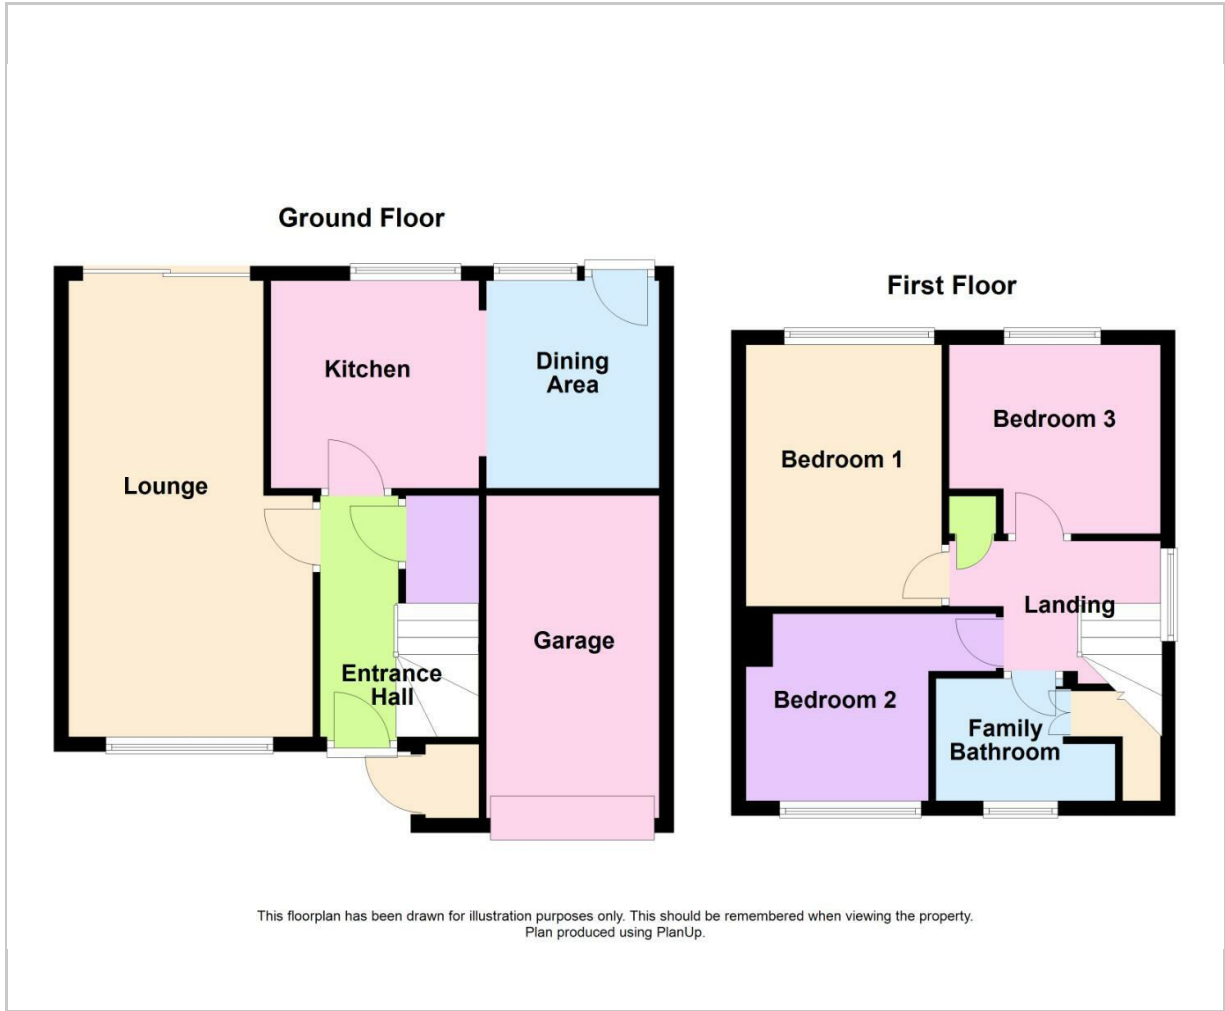 Ground Floor
Kitchen
Dining
Area
Lounge
Garage
Entrance
Hall
First Floor
Bedroom 1
Bedroom 3
Landing
Bedroom 2
Family
Bathroom
This floorplan has been drawn for illustration purposes only. This should be remembered when viewing the property.
Plan produced using PlanUp.